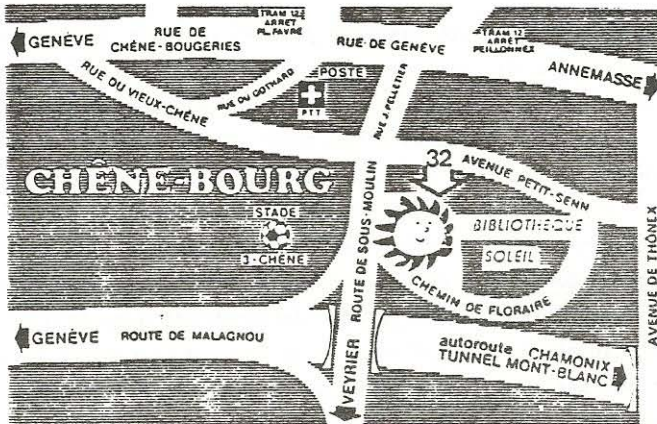 TRAM 12
ARRÊT
PL. FAVRE
GENÈVE
RUE DE
CHÊNE-BOUGERIES
RUE DE GENÈVE
TRAM 12
ARRÊT
PEILLONNEX
ANNEMASSE
RUE DU VIEUX-CHÊNE
RUE DU GOTHARD
POSTE
PTT
RUE J. PELLETIER
32
AVENUE PETIT-SENN
CHÊNE-BOURG
STADE
3-CHÊNE
ROUTE DE SOUS-MOULIN
BIBLIOTHEQUE
SOLEIL
CHEMIN DE FLORAIRE
AVENUE DE THÔNEX
GENÈVE
ROUTE DE MALAGNOU
VEYRIER
autoroute CHAMONIX
TUNNEL MONT-BLANC